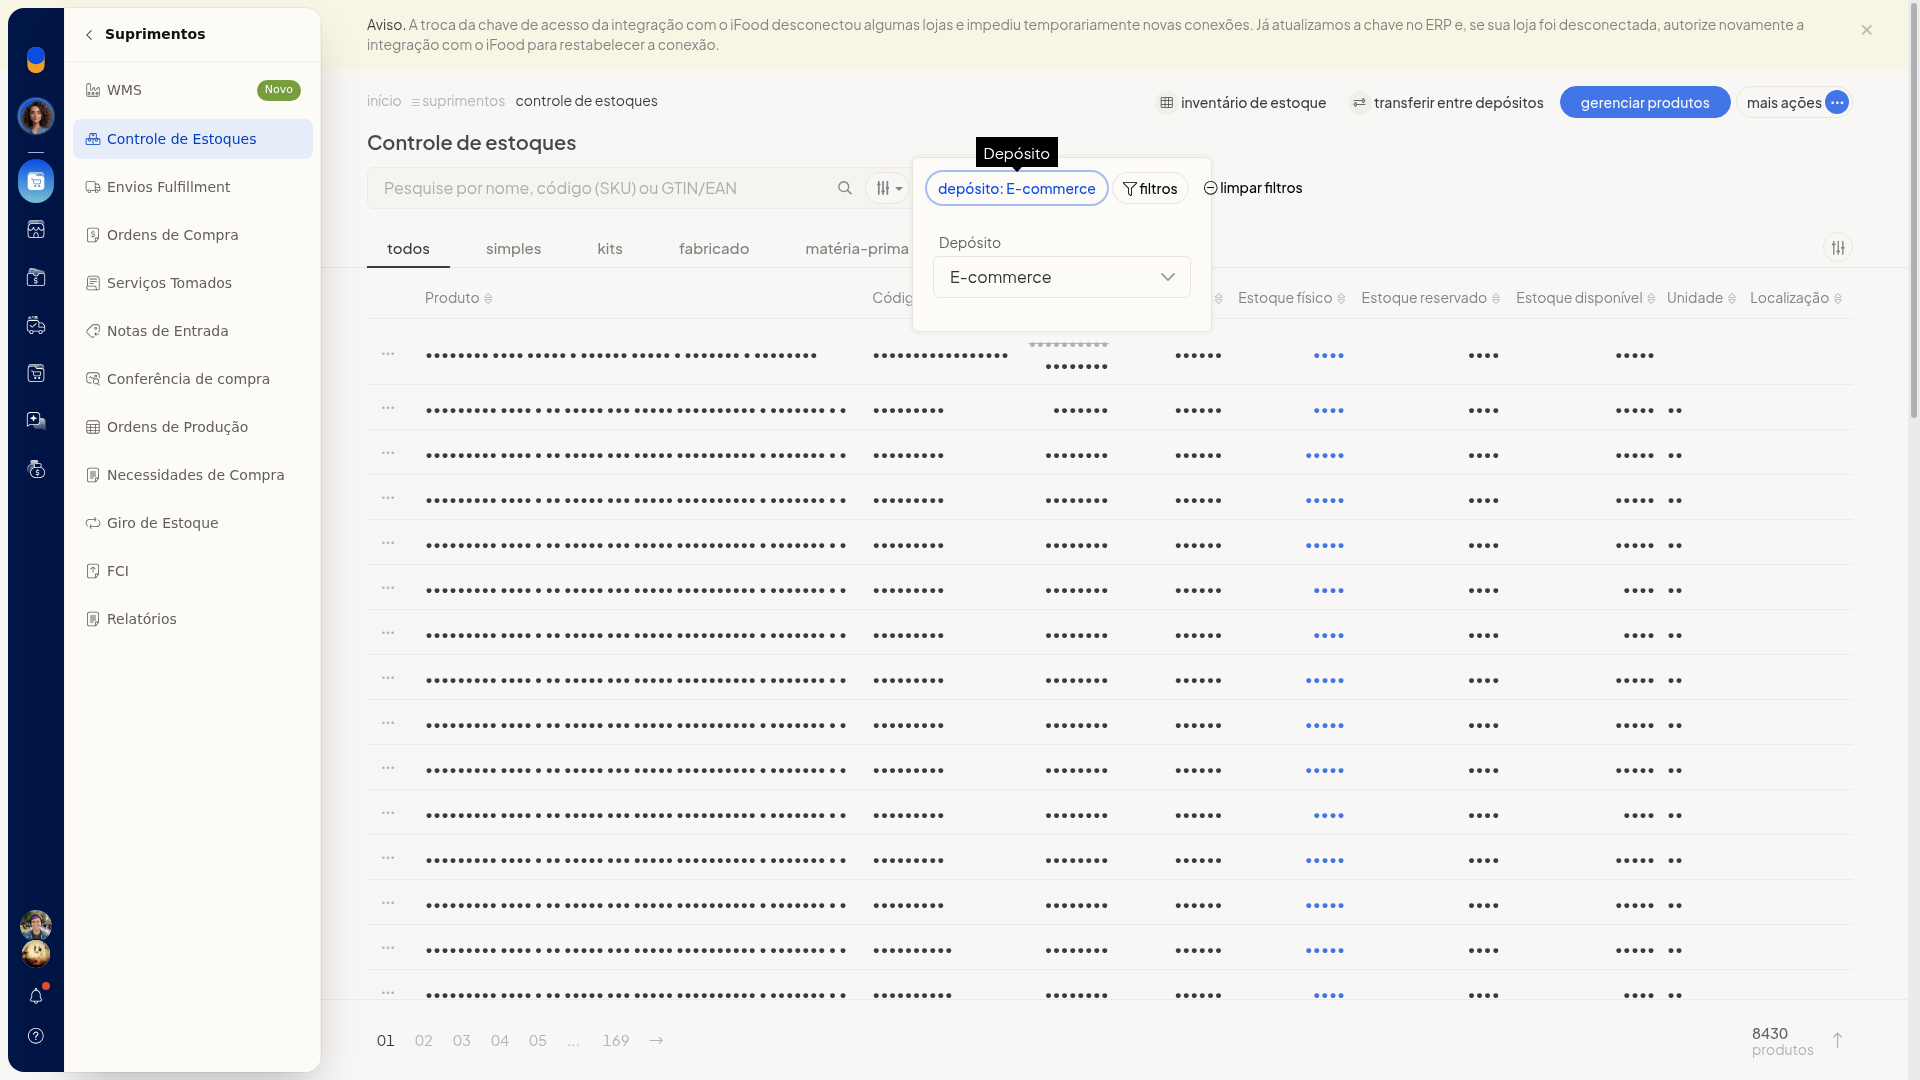 Suprimentos
WMS
Novo
Controle de Estoques
Envios Fulfillment
Ordens de Compra
Serviços Tomados
Notas de Entrada
Conferência de compra
Ordens de Produção
Necessidades de Compra
Giro de Estoque
FCI
Relatórios
Aviso. A troca da chave de acesso da integração com o iFood desconectou algumas lojas e impediu temporariamente novas conexões. Já atualizamos a chave no ERP e, se sua loja foi desconectada, autorize novamente a
integração com o iFood para restabelecer a conexão.
início suprimentos controle de estoques
inventário de estoque transferir entre depósitos gerenciar produtos mais ações
Controle de estoques
Depósito
Pesquise por nome, código (SKU) ou GTIN/EAN
depósito: E-commerce filtros limpar filtros
todos simples kits fabricado matéria-prima
Depósito
E-commerce
Produto Códig Estoque físico Estoque reservado Estoque disponível Unidade Localização
01 02 03 04 05 ... 169 →
8430
produtos